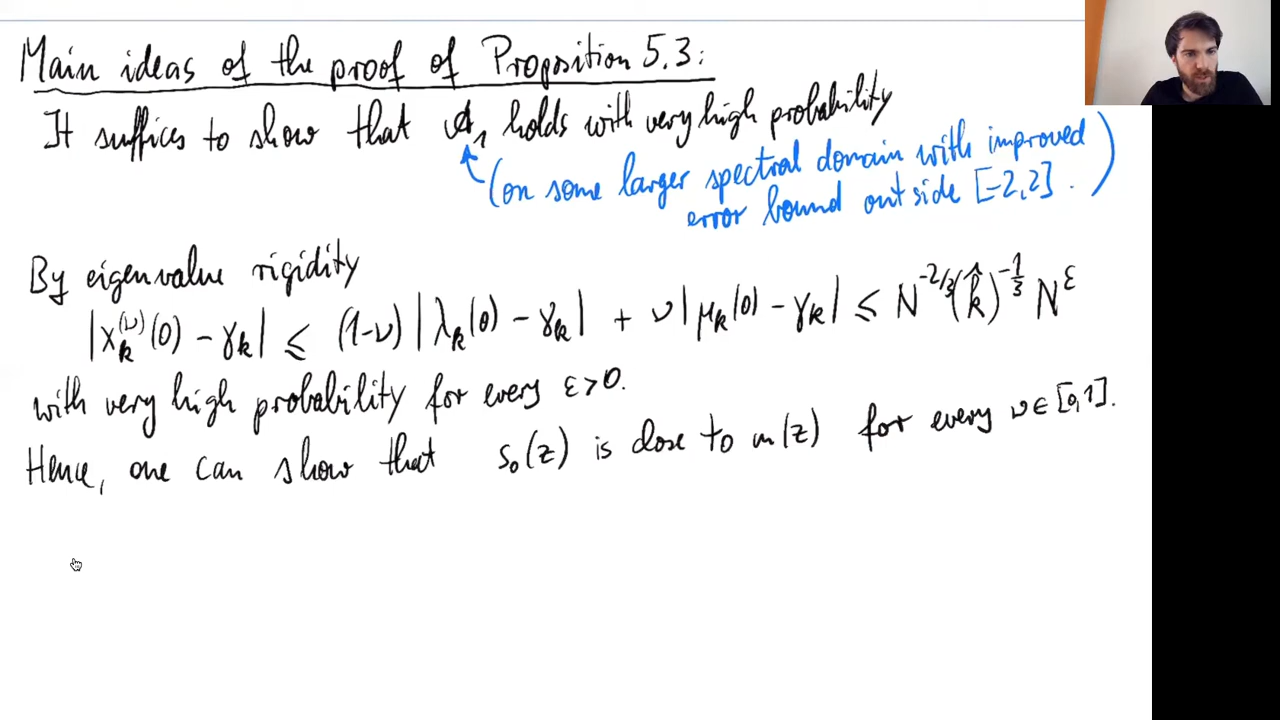 Main ideas of the proof of Proposition 5.3:
It suffices to show that 𝒜₁ holds with very high probability
(on some larger spectral domain with improved
error bound outside [-2,2].)
By eigenvalue rigidity
|x_k^{(ν)}(0) - γ_k| ≤ (1-ν) |λ_k(0) - γ_k| + ν |μ_k(0) - γ_k| ≤ N^{-2/3} (k̂)^{-1/3} N^ε
with very high probability for every ε>0.
Hence, one can show that s₀(z) is close to m(z) for every ν∈[0,1].